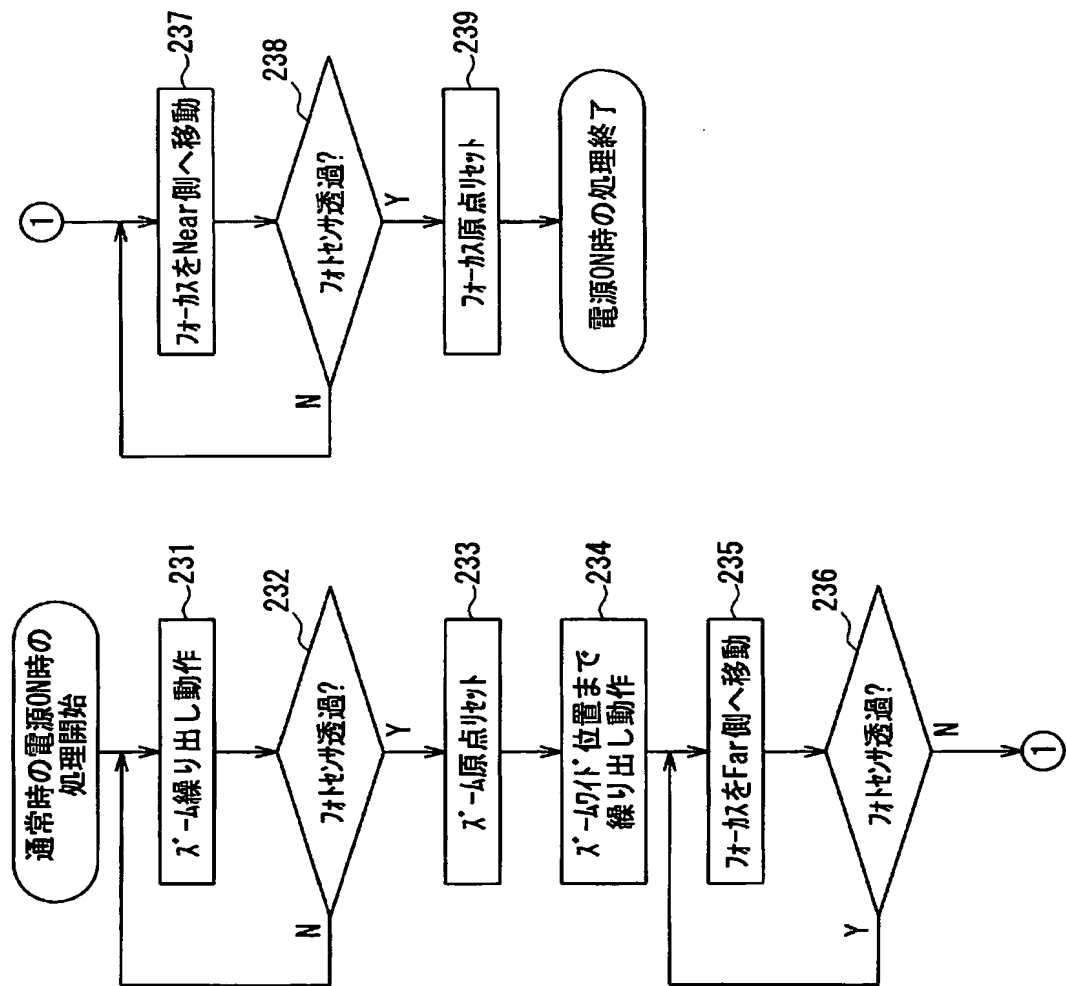 通常時の電源ON時の
処理開始
231
ズーム繰り出し動作
232
フォトセンサ透過?
N
Y
233
ズーム原点リセット
234
ズームワイド位置まで
繰り出し動作
235
フォーカスをFar側へ移動
236
フォトセンサ透過?
Y
N
1
1
237
フォーカスをNear側へ移動
238
フォトセンサ透過?
N
Y
239
フォーカス原点リセット
電源ON時の処理終了